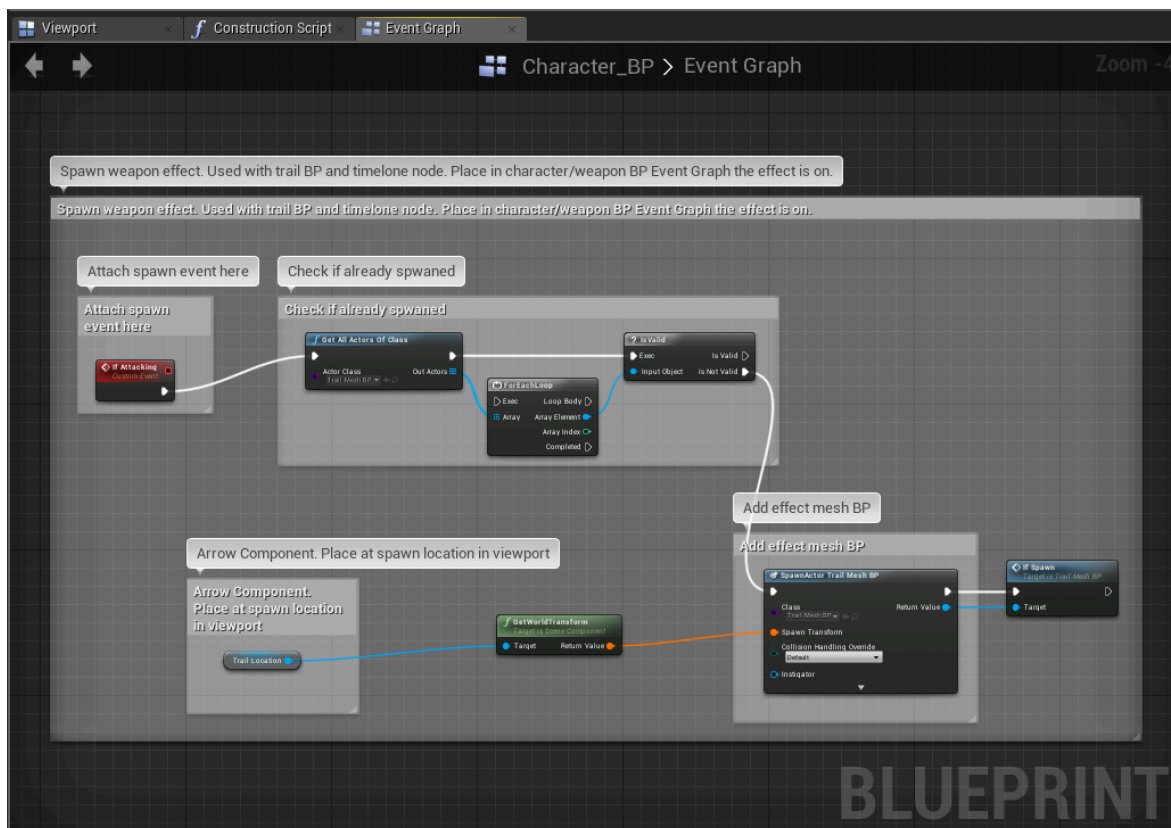 Viewport
Construction Script
Event Graph
Character_BP > Event Graph
Zoom -4
Spawn weapon effect. Used with trail BP and timelone node. Place in character/weapon BP Event Graph the effect is on.
Spawn weapon effect. Used with trail BP and timelone node. Place in character/weapon BP Event Graph the effect is on.
Attach spawn event here
Check if already spwaned
Attach spawn
event here
Check if already spwaned
If Attacking
Custom Event
Get All Actors Of Class
Actor Class
Out Actors
Trail Mesh BP
ForEachLoop
Exec
Loop Body
Array
Array Element
Array Index
Completed
? IsValid
Exec
Is Valid
Input Object
Is Not Valid
Add effect mesh BP
Add effect mesh BP
Arrow Component. Place at spawn location in viewport
Arrow Component.
Place at spawn location
in viewport
Trail Location
GetWorldTransform
Target is Scene Component
Target
Return Value
SpawnActor Trail Mesh BP
Class
Return Value
Trail Mesh BP
Spawn Transform
Collision Handling Override
Default
Instigator
If Spawn
Target is Trail Mesh BP
Target
BLUEPRINT